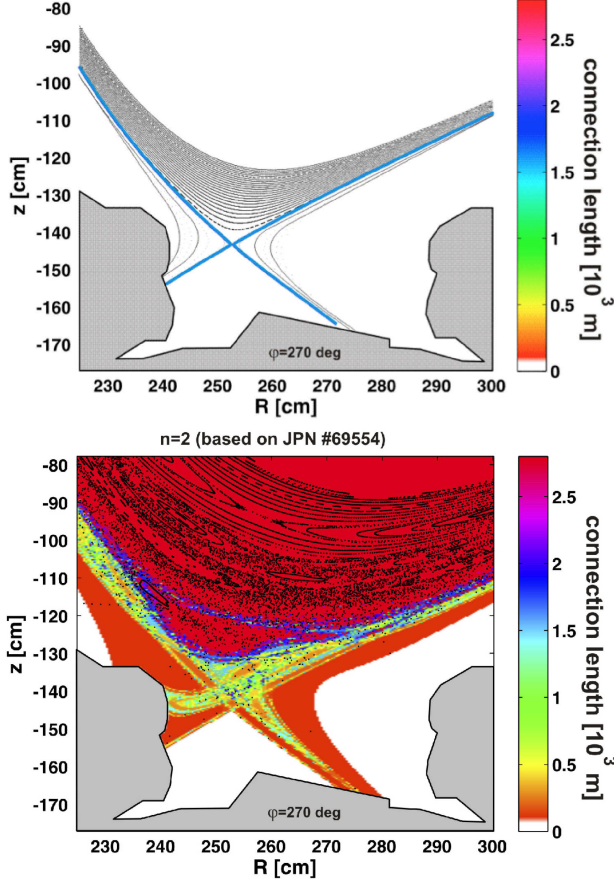 -80
-90
-100
-110
-120
-130
-140
-150
-160
-170
z [cm]
230 240 250 260 270 280 290 300
R [cm]
φ=270 deg
2.5
2
1.5
1
0.5
0
connection length [10³ m]
n=2 (based on JPN #69554)
-80
-90
-100
-110
-120
-130
-140
-150
-160
-170
z [cm]
230 240 250 260 270 280 290 300
R [cm]
φ=270 deg
2.5
2
1.5
1
0.5
0
connection length [10³ m]